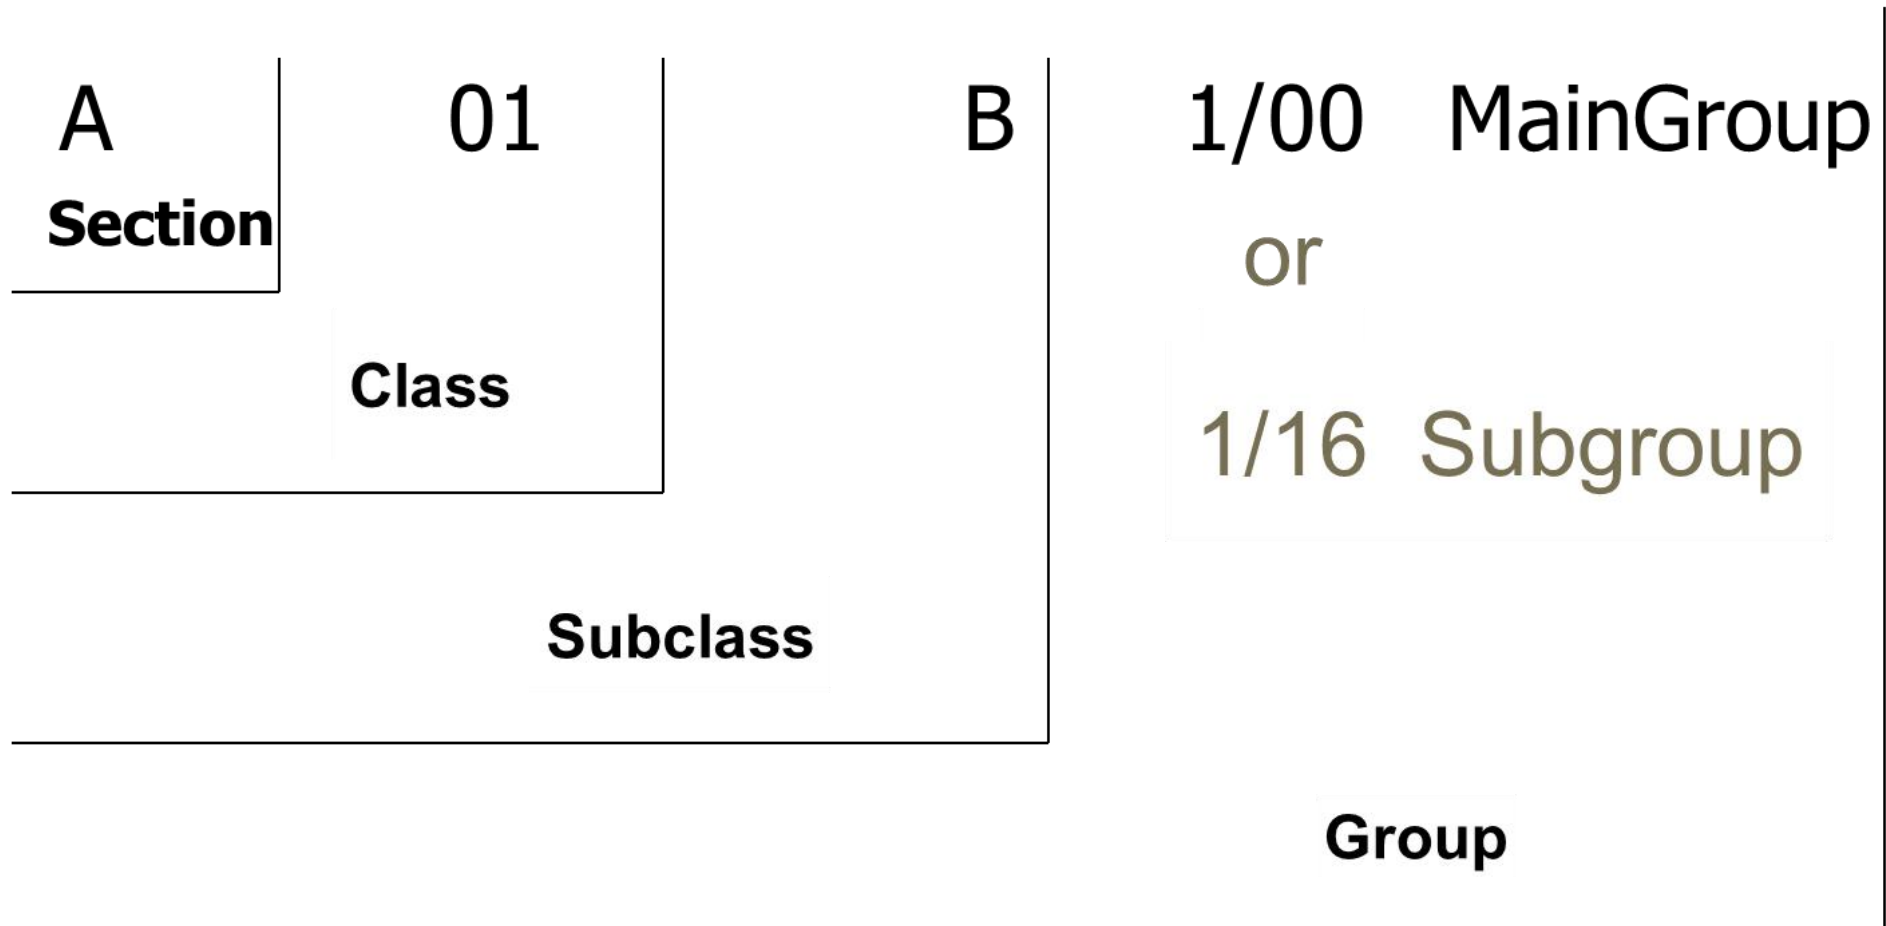 A 01 B 1/00 MainGroup
Section
or
Class
1/16 Subgroup
Subclass
Group